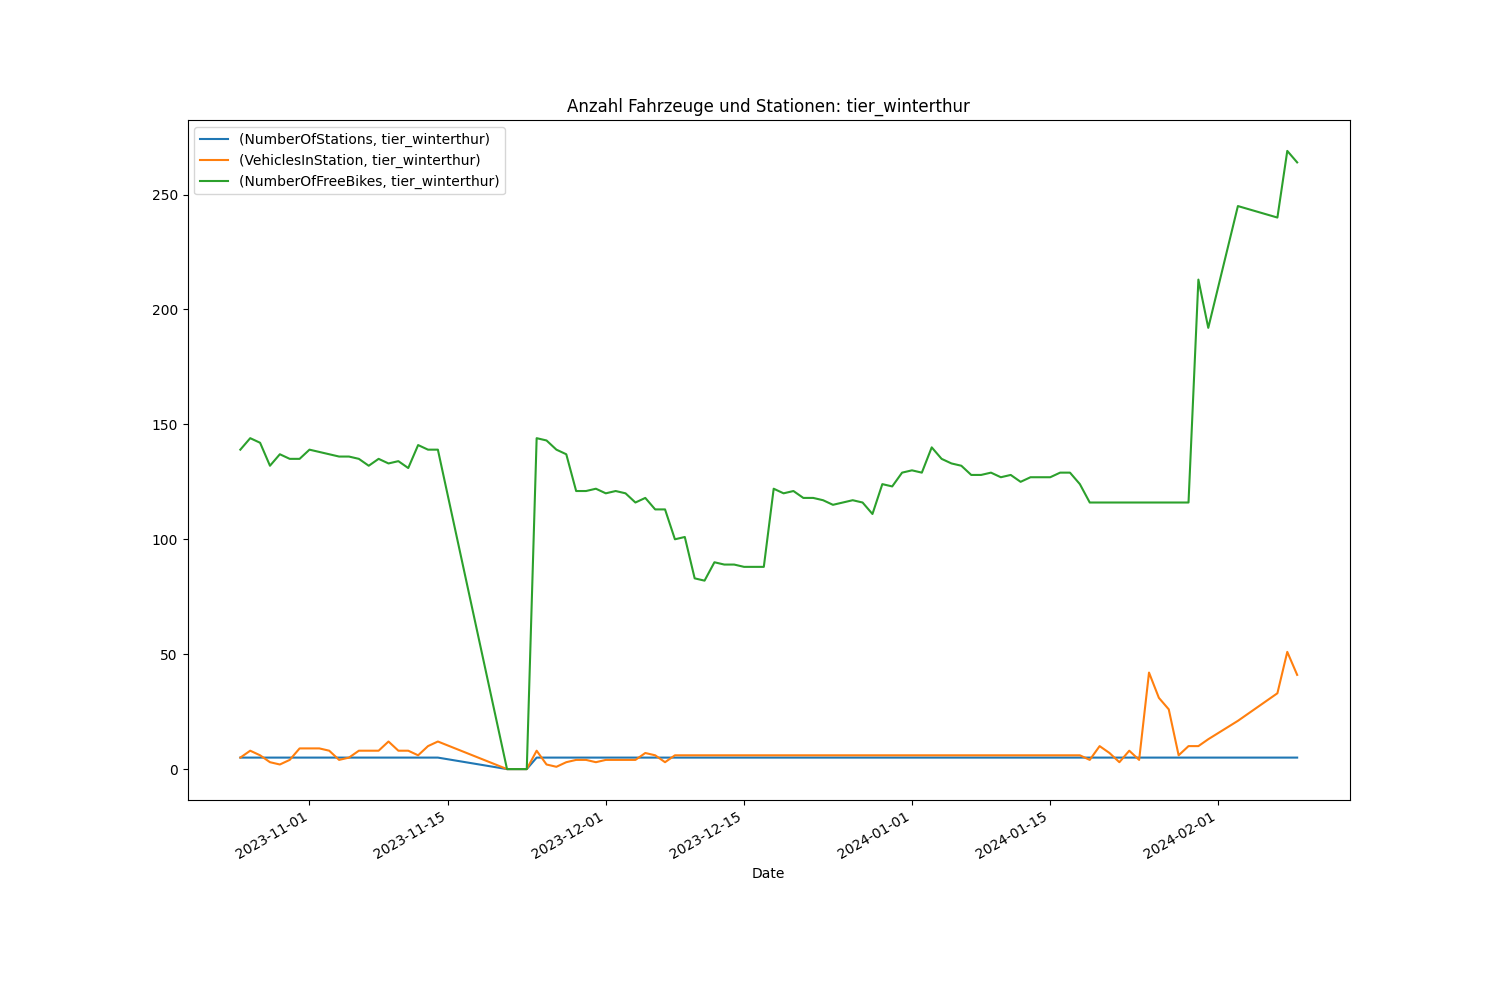 Anzahl Fahrzeuge und Stationen: tier_winterthur
(NumberOfStations, tier_winterthur)
(VehiclesInStation, tier_winterthur)
(NumberOfFreeBikes, tier_winterthur)
250
200
150
100
50
0
2023-11-01
2023-11-15
2023-12-01
2023-12-15
2024-01-01
2024-01-15
2024-02-01
Date